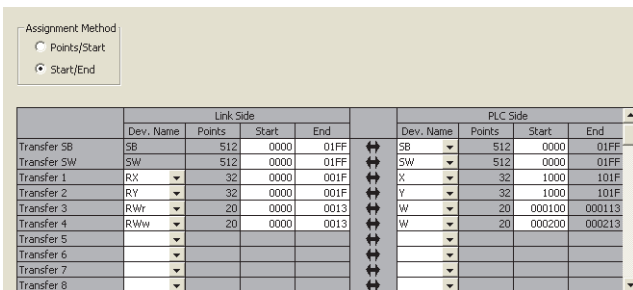 Assignment Method
Points/Start
Start/End
Link Side PLC Side
Dev. Name Points Start End Dev. Name Points Start End
Transfer SB SB 512 0000 01FF SB 512 0000 01FF
Transfer SW SW 512 0000 01FF SW 512 0000 01FF
Transfer 1 RX 32 0000 001F X 32 1000 101F
Transfer 2 RY 32 0000 001F Y 32 1000 101F
Transfer 3 RWr 20 0000 0013 W 20 000100 000113
Transfer 4 RWw 20 0000 0013 W 20 000200 000213
Transfer 5
Transfer 6
Transfer 7
Transfer 8